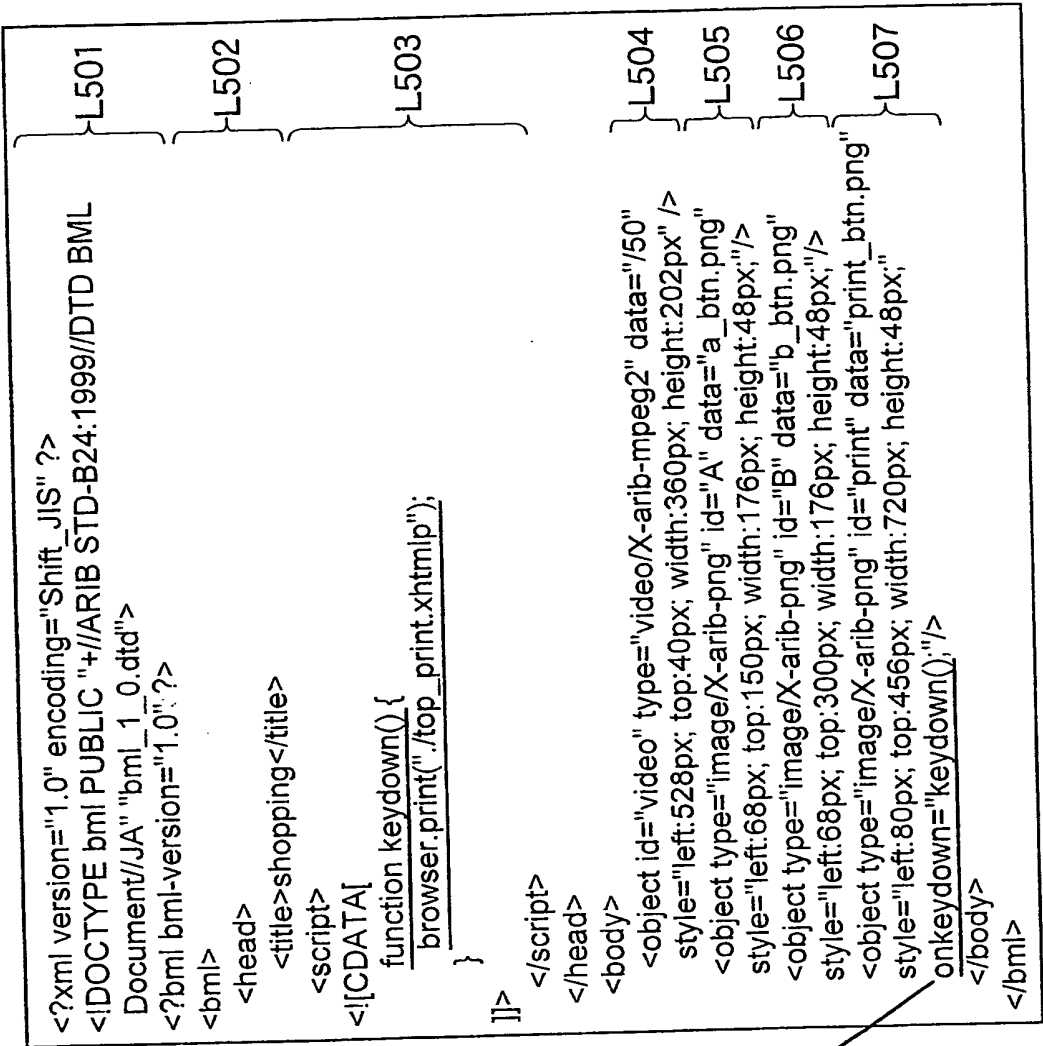 <?xml version="1.0" encoding="Shift_JIS" ?>
<!DOCTYPE bml PUBLIC "+//ARIB STD-B24:1999//DTD BML
Document//JA" "bml_1_0.dtd">
<?bml bml-version="1.0" ?>
L501
<bml>
<head>
<title>shopping</title>
L502
<script>
<![CDATA[
function keydown() {
browser.print("./top_print.xhtmlp");
}
]]>
L503
</script>
</head>
<body>
<object id="video" type="video/X-arib-mpeg2" data="/50"
style="left:528px; top:40px; width:360px; height:202px" />
L504
<object type="image/X-arib-png" id="A" data="a_btn.png"
style="left:68px; top:150px; width:176px; height:48px;"/>
L505
<object type="image/X-arib-png" id="B" data="b_btn.png"
style="left:68px; top:300px; width:176px; height:48px;"/>
L506
<object type="image/X-arib-png" id="print" data="print_btn.png"
style="left:80px; top:456px; width:720px; height:48px;"
onkeydown="keydown();"/>
L507
</body>
</bml>